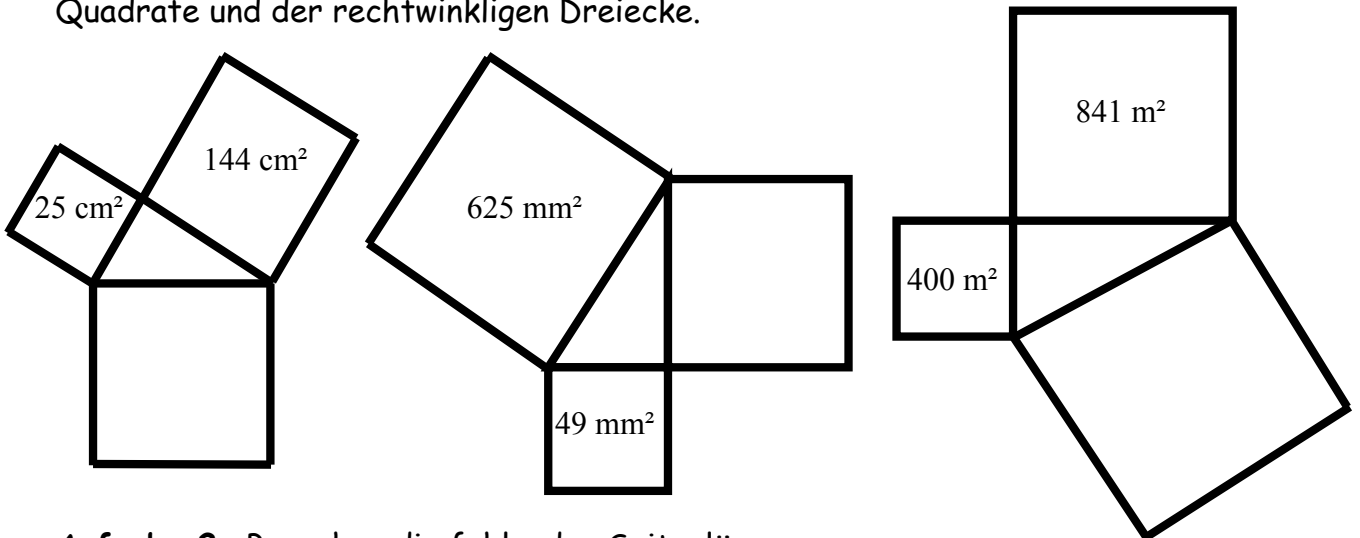 Quadrate und der rechtwinkligen Dreiecke.
841 m²
144 cm²
25 cm²
625 mm²
400 m²
49 mm²